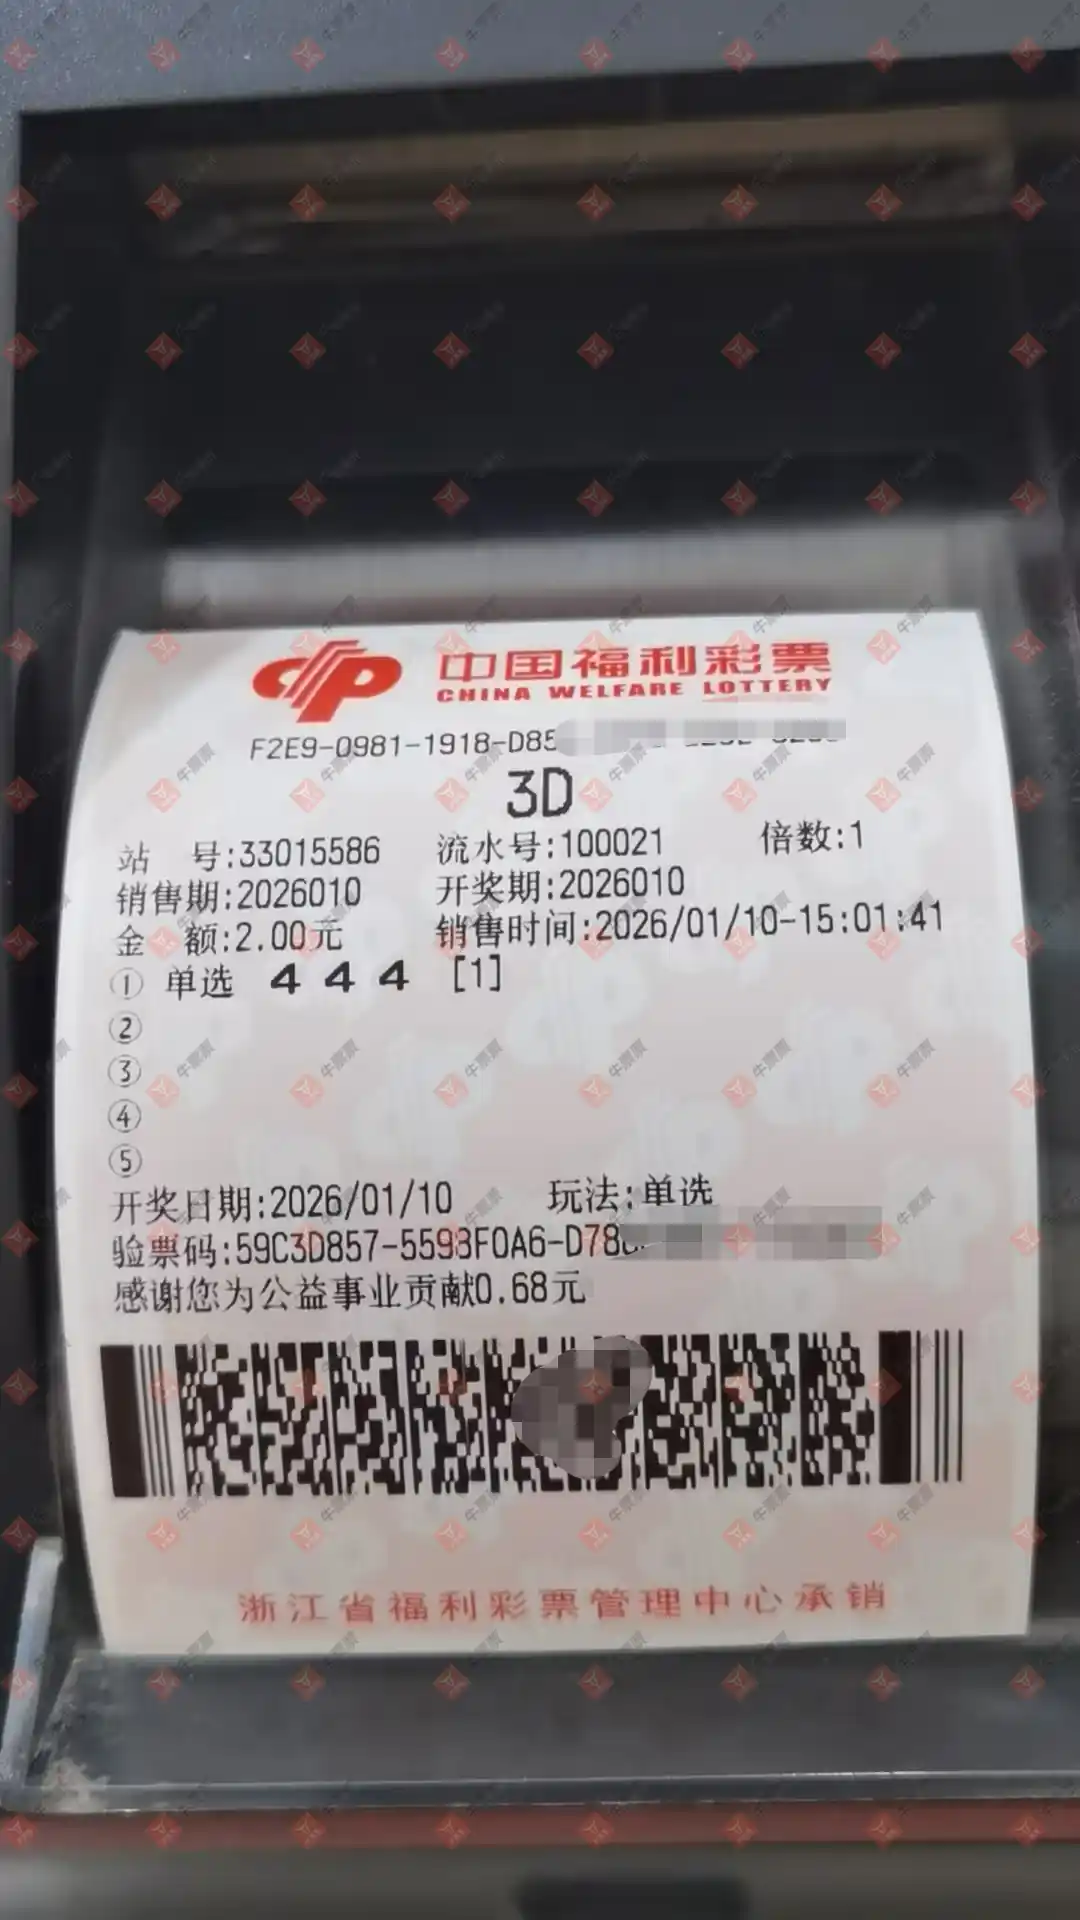 中国福利彩票
CHINA WELFARE LOTTERY
F2E9-0981-1918-D85
3D
站 号:33015586 流水号:100021 倍数:1
销售期:2026010 开奖期:2026010
金 额:2.00元 销售时间:2026/01/10-15:01:41
① 单选 4 4 4 [1]
②
③
④
⑤
开奖日期:2026/01/10 玩法:单选
验票码:59C3D857-5593F0A6-D78
感谢您为公益事业贡献0.68元
浙江省福利彩票管理中心承销
牛票票